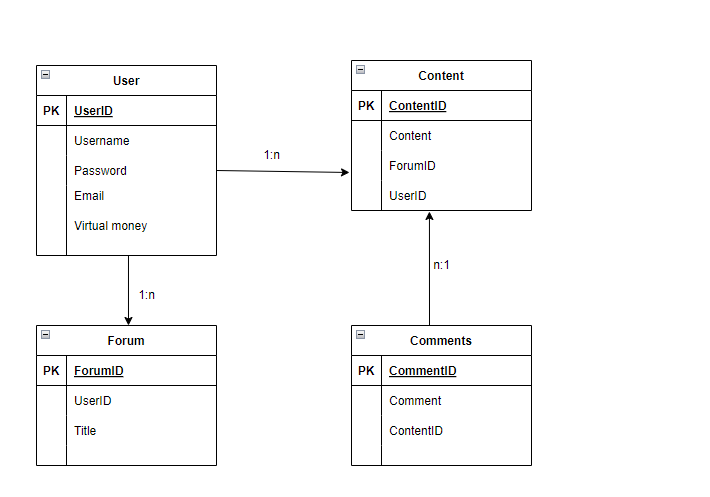 User
PK UserID
Username
Password
Email
Virtual money
1:n
Content
PK ContentID
Content
ForumID
UserID
1:n
n:1
Forum
PK ForumID
UserID
Title
Comments
PK CommentID
Comment
ContentID